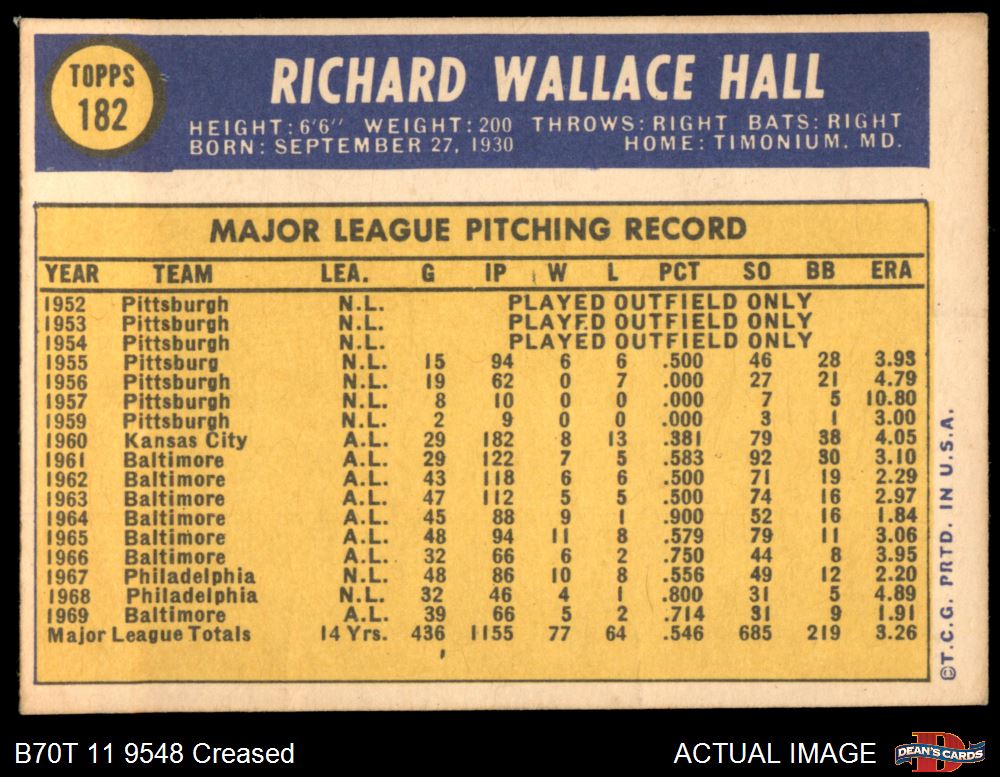 TOPPS
182
RICHARD WALLACE HALL
HEIGHT: 6'6" WEIGHT: 200 THROWS: RIGHT BATS: RIGHT
BORN: SEPTEMBER 27, 1930 HOME: TIMONIUM, MD.
MAJOR LEAGUE PITCHING RECORD
YEAR TEAM LEA. G IP W L PCT SO BB ERA
1952 Pittsburgh N.L. PLAYED OUTFIELD ONLY
1953 Pittsburgh N.L. PLAYED OUTFIELD ONLY
1954 Pittsburgh N.L. PLAYED OUTFIELD ONLY
1955 Pittsburg N.L. 15 94 6 6 .500 46 28 3.93
1956 Pittsburgh N.L. 19 62 0 7 .000 27 21 4.79
1957 Pittsburgh N.L. 8 10 0 0 .000 7 5 10.80
1959 Pittsburgh N.L. 2 9 0 0 .000 3 1 3.00
1960 Kansas City A.L. 29 182 8 13 .381 79 38 4.05
1961 Baltimore A.L. 29 122 7 5 .583 92 30 3.10
1962 Baltimore A.L. 43 118 6 6 .500 71 19 2.29
1963 Baltimore A.L. 47 112 5 5 .500 74 16 2.97
1964 Baltimore A.L. 45 88 9 1 .900 52 16 1.84
1965 Baltimore A.L. 48 94 11 8 .579 79 11 3.06
1966 Baltimore A.L. 32 66 6 2 .750 44 8 3.95
1967 Philadelphia N.L. 48 86 10 8 .556 49 12 2.20
1968 Philadelphia N.L. 32 46 4 1 .800 31 5 4.89
1969 Baltimore A.L. 39 66 5 2 .714 31 9 1.91
Major League Totals 14 Yrs. 436 1155 77 64 .546 685 219 3.26
©T.C.G. PRTD. IN U.S.A.
B70T 11 9548 Creased
ACTUAL IMAGE
DEAN'S CARDS